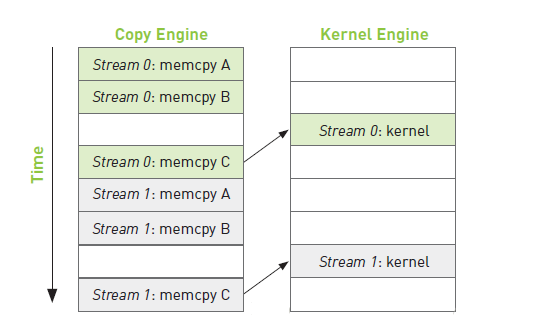 Copy Engine
Kernel Engine
Time
Stream 0: memcpy A
Stream 0: memcpy B
Stream 0: kernel
Stream 0: memcpy C
Stream 1: memcpy A
Stream 1: memcpy B
Stream 1: kernel
Stream 1: memcpy C